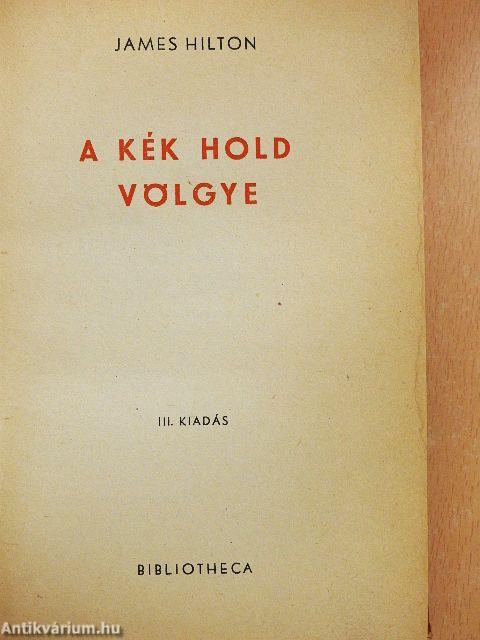 JAMES HILTON
A KÉK HOLD
VÖLGYE
III. KIADÁS
BIBLIOTHECA
Antikvárium.hu